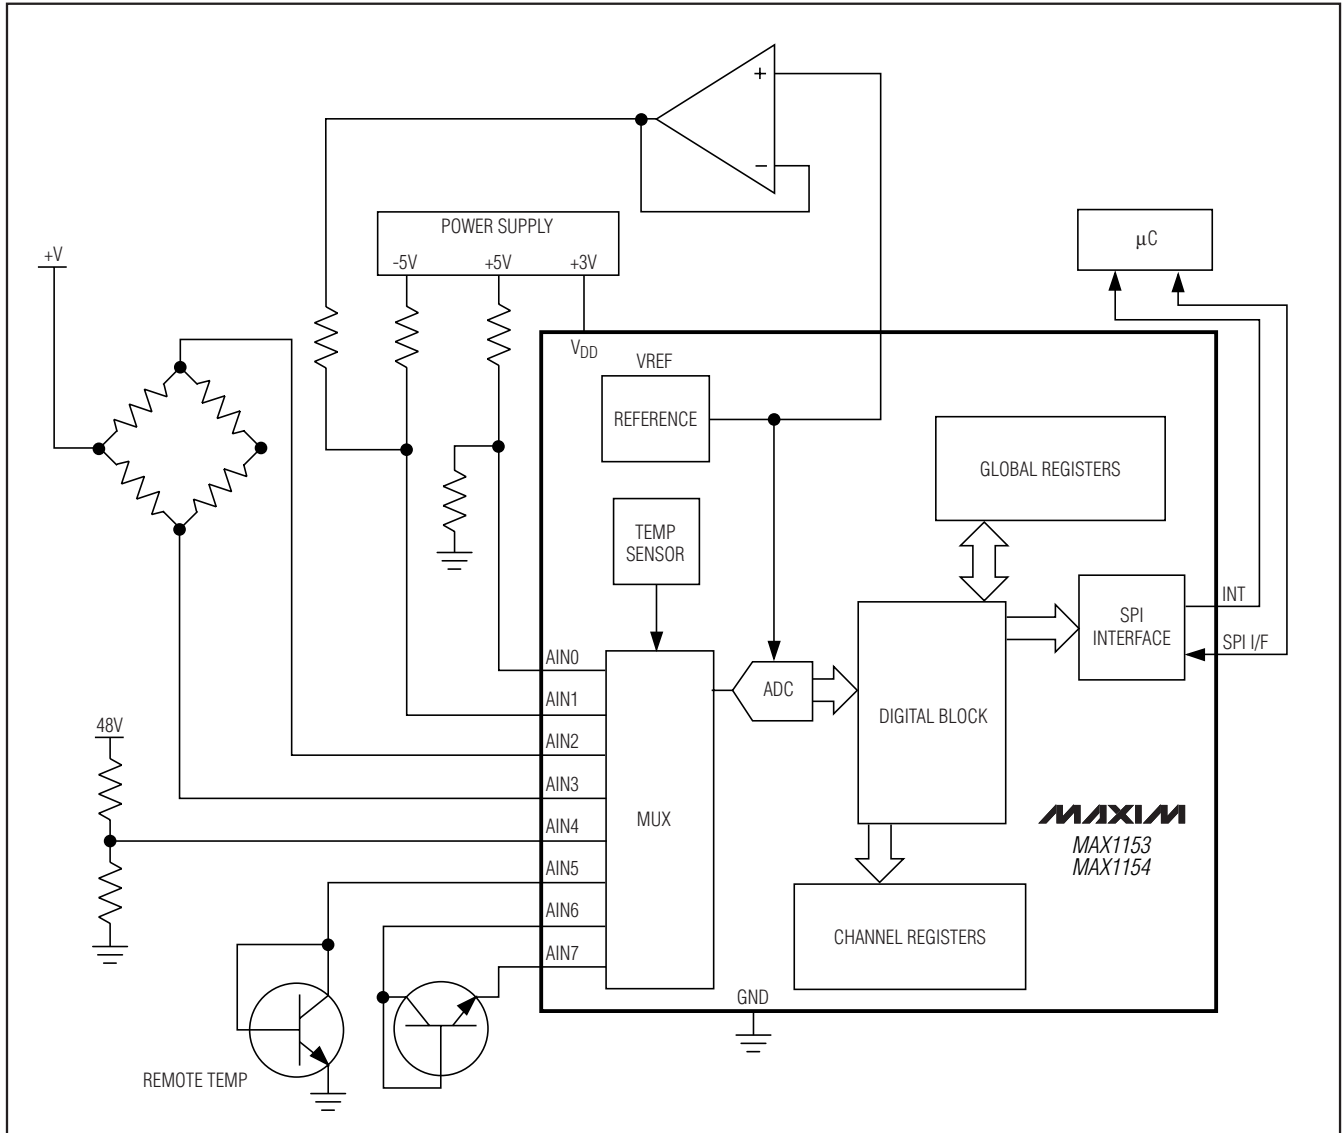 +
−
POWER SUPPLY
-5V
+5V
+3V
µC
+V
VDD
VREF
REFERENCE
GLOBAL REGISTERS
TEMP
SENSOR
SPI
INTERFACE
INT
SPI I/F
AIN0
AIN1
AIN2
AIN3
AIN4
AIN5
AIN6
AIN7
MUX
ADC
DIGITAL BLOCK
48V
MAXIM
MAX1153
MAX1154
CHANNEL REGISTERS
GND
REMOTE TEMP